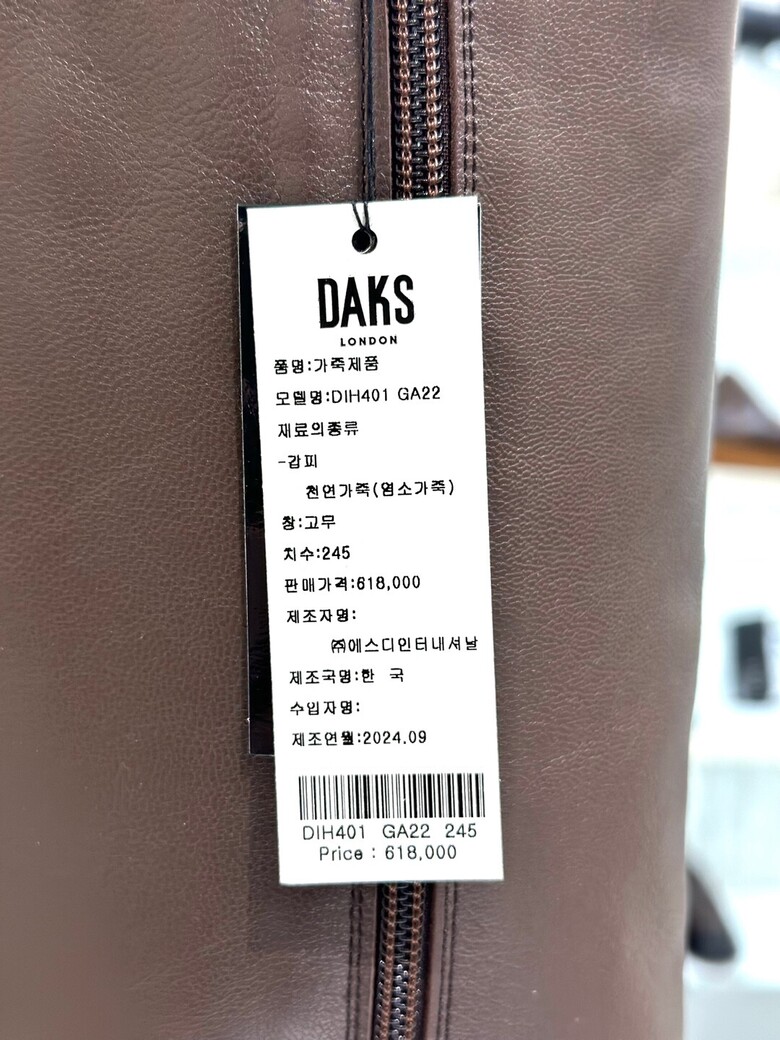 DAKS
LONDON
품명:가죽제품
모델명:DIH401 GA22
재료의종류
-갑피
천연가죽(염소가죽)
창:고무
치수:245
판매가격:618,000
제조자명:
㈜에스디인터내셔날
제조국명:한 국
수입자명:
제조연월:2024.09
DIH401 GA22 245
Price : 618,000